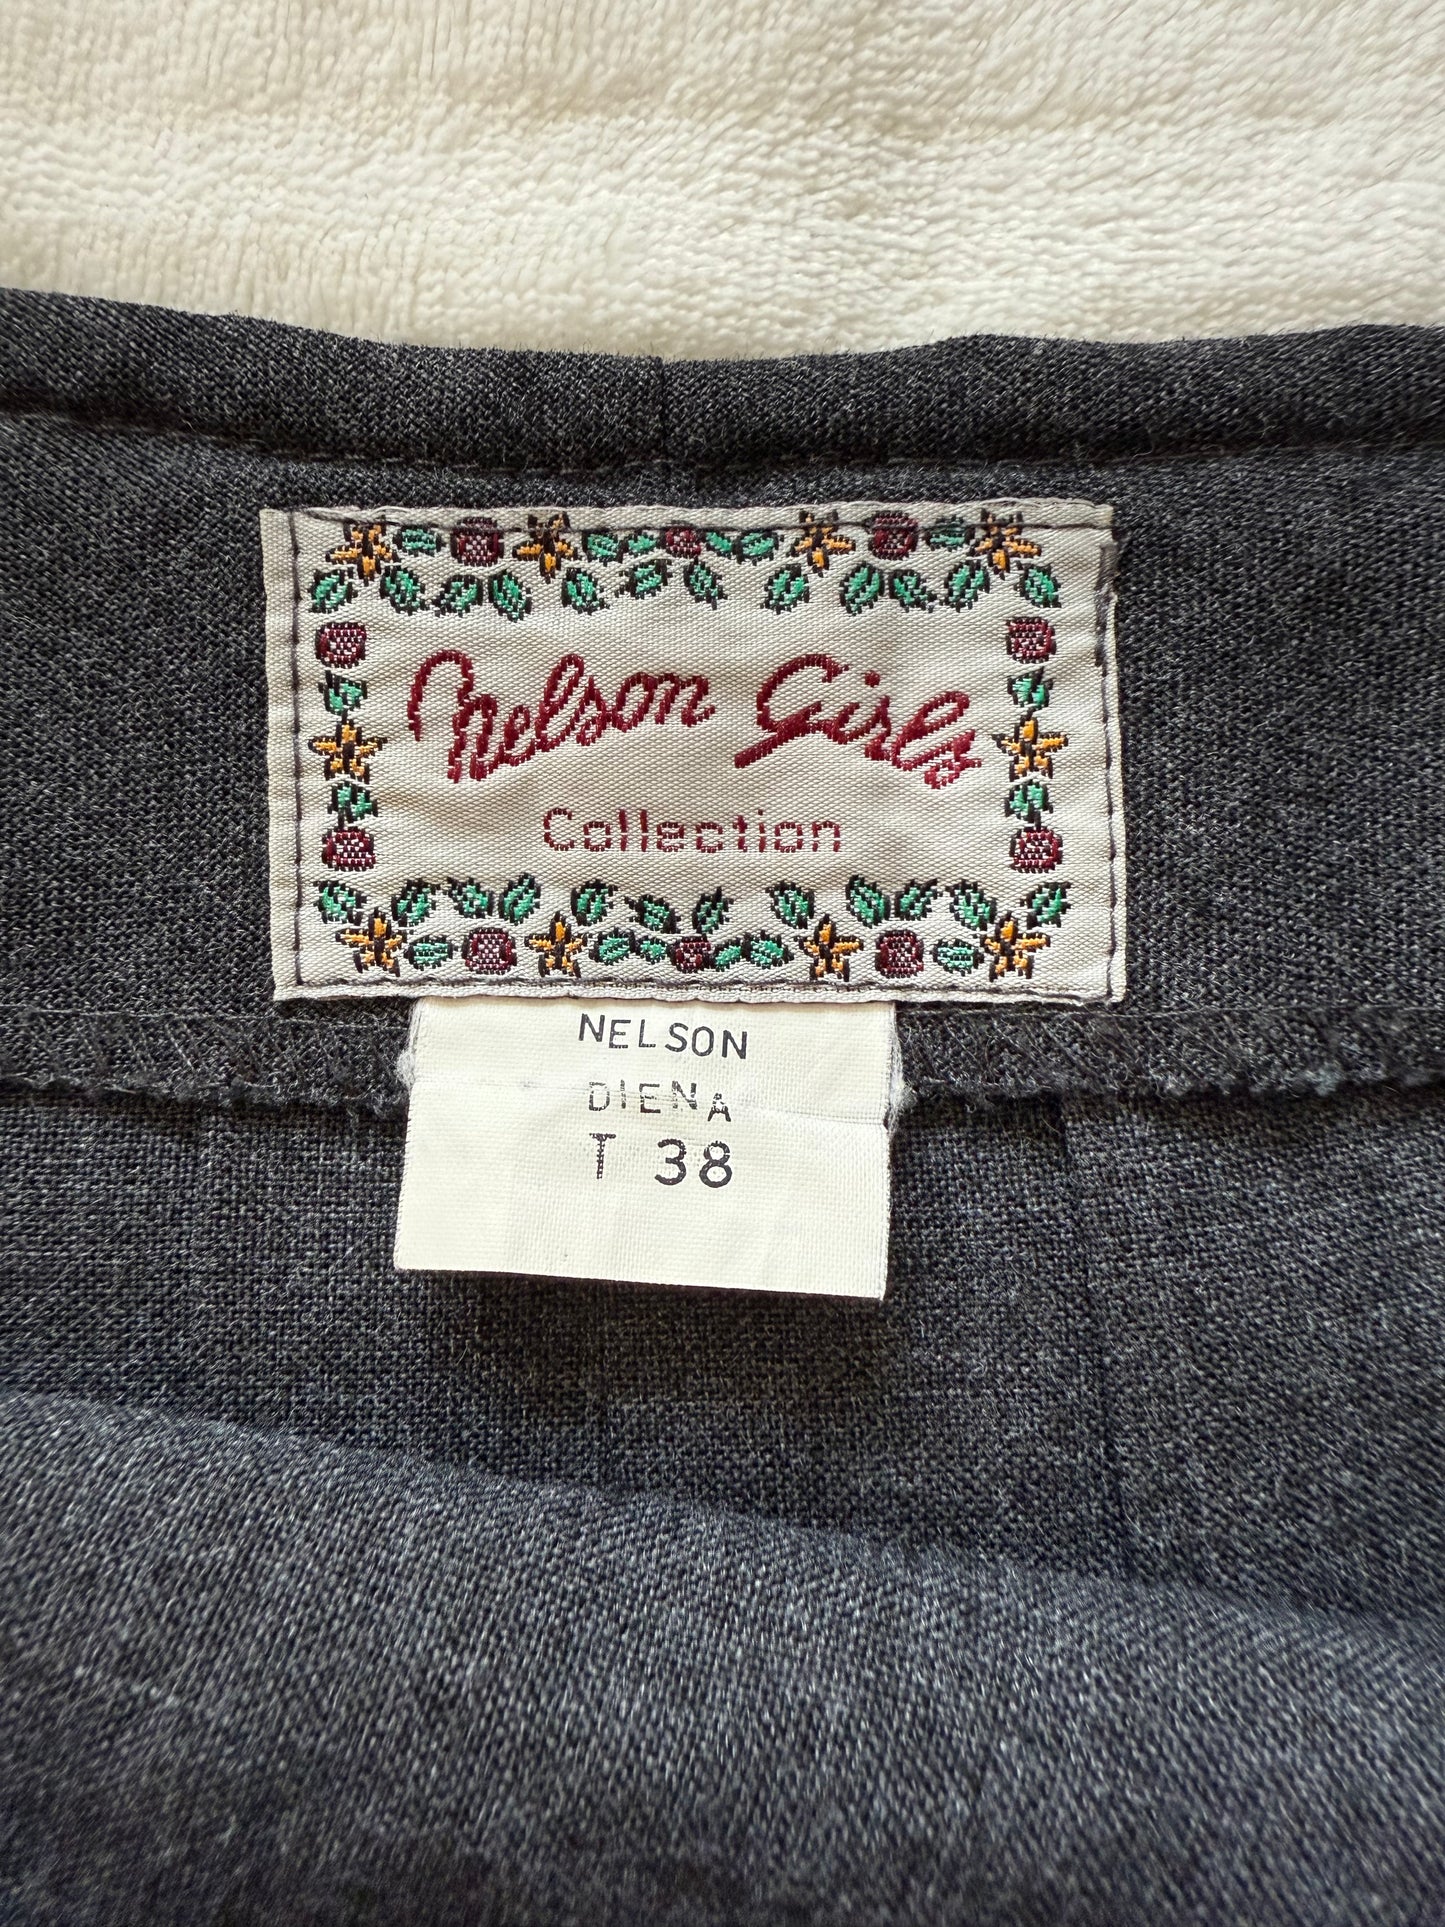 Nelson Girls
Collection
NELSON
DIENA
T 38